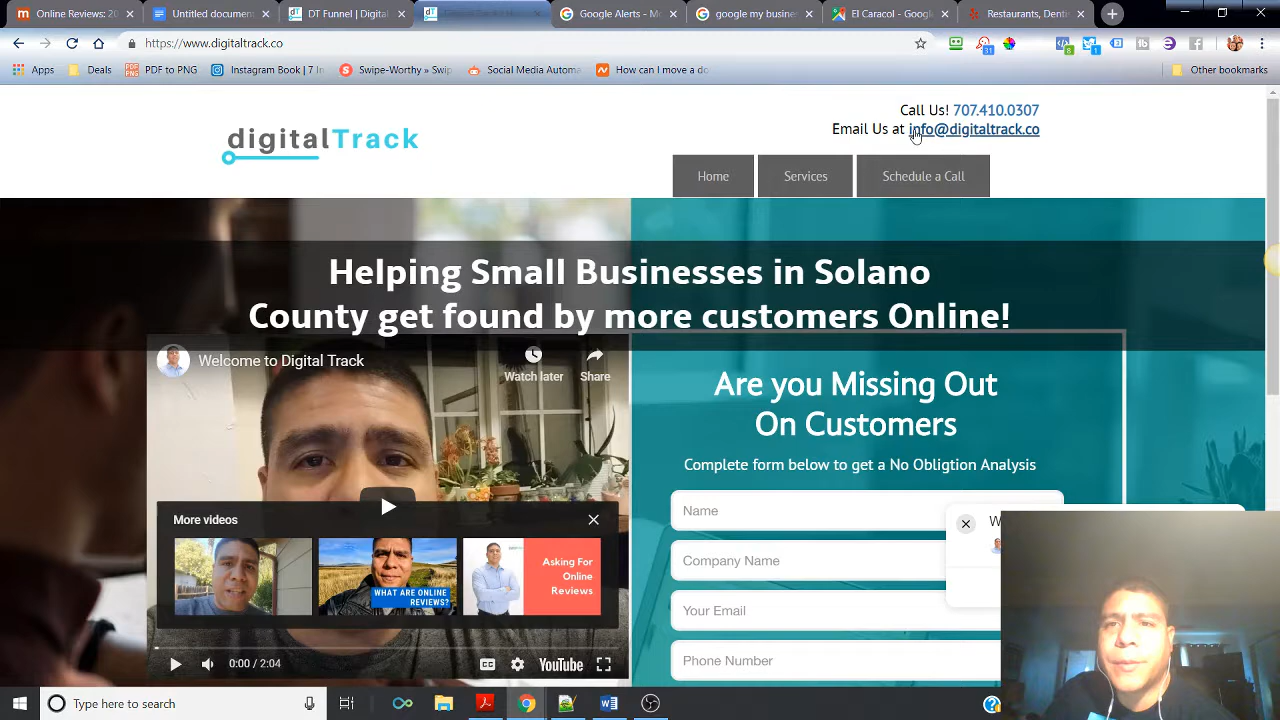 Online Reviews: 20
Untitled documen
DT Funnel | Digital
Google Alerts - Mo
google my busine
El Caracol - Google
Restaurants, Denti
https://www.digitaltrack.co
Apps
Deals
PDF to PNG
Instagram Book | 7 In
Swipe-Worthy » Swip
Social Media Automa
How can I move a do
Other bookmarks
digitalTrack
Call Us! 707.410.0307
Email Us at info@digitaltrack.co
Home
Services
Schedule a Call
Helping Small Businesses in Solano
County get found by more customers Online!
Welcome to Digital Track
Watch later
Share
More videos
WHAT ARE ONLINE
REVIEWS?
Asking For
Online
Reviews
0:00 / 2:04
CC
YouTube
Are you Missing Out
On Customers
Complete form below to get a No Obligtion Analysis
Name
Company Name
Your Email
Phone Number
W
Type here to search